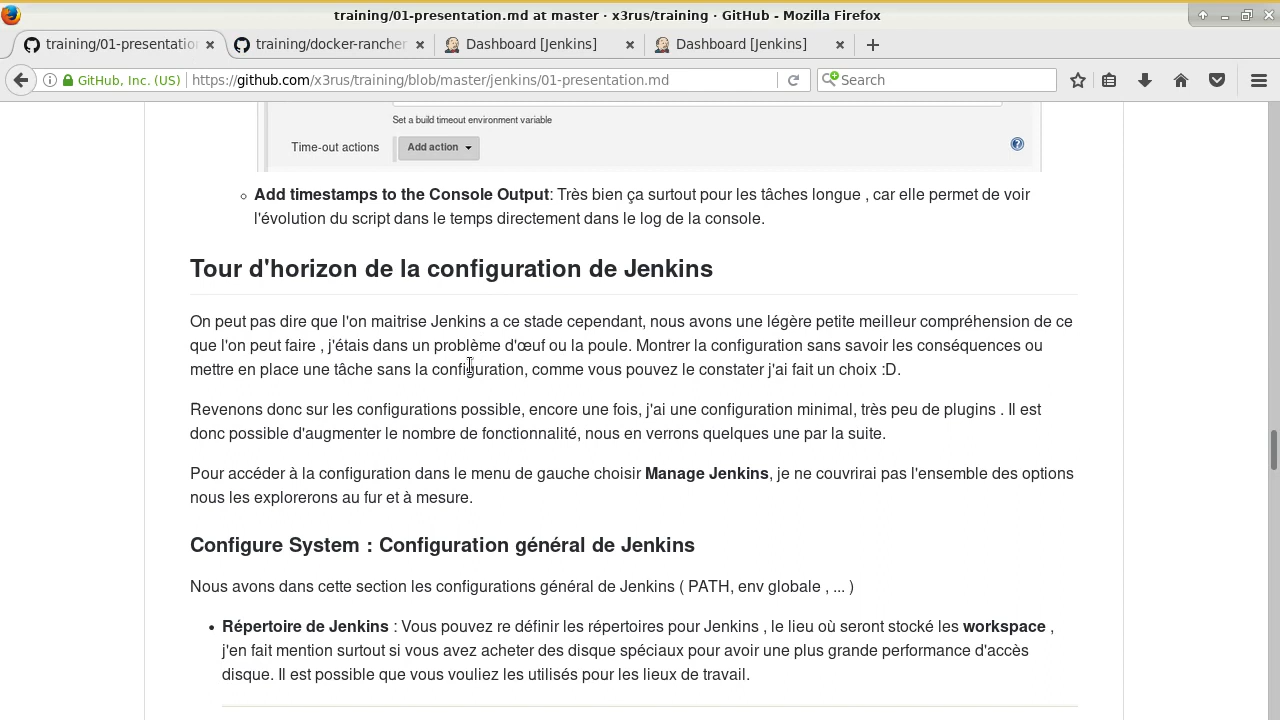 training/01-presentation.md at master · x3rus/training · GitHub - Mozilla Firefox
training/01-presentatio
training/docker-rancher
Dashboard [Jenkins]
Dashboard [Jenkins]
GitHub, Inc. (US)
https://github.com/x3rus/training/blob/master/jenkins/01-presentation.md
Search
Set a build timeout environment variable
Time-out actions
Add action
Add timestamps to the Console Output: Très bien ça surtout pour les tâches longue , car elle permet de voir
l'évolution du script dans le temps directement dans le log de la console.
Tour d'horizon de la configuration de Jenkins
On peut pas dire que l'on maitrise Jenkins a ce stade cependant, nous avons une légère petite meilleur compréhension de ce
que l'on peut faire , j'étais dans un problème d'œuf ou la poule. Montrer la configuration sans savoir les conséquences ou
mettre en place une tâche sans la configuration, comme vous pouvez le constater j'ai fait un choix :D.
Revenons donc sur les configurations possible, encore une fois, j'ai une configuration minimal, très peu de plugins . Il est
donc possible d'augmenter le nombre de fonctionnalité, nous en verrons quelques une par la suite.
Pour accéder à la configuration dans le menu de gauche choisir Manage Jenkins, je ne couvrirai pas l'ensemble des options
nous les explorerons au fur et à mesure.
Configure System : Configuration général de Jenkins
Nous avons dans cette section les configurations général de Jenkins ( PATH, env globale , ... )
Répertoire de Jenkins : Vous pouvez re définir les répertoires pour Jenkins , le lieu où seront stocké les workspace ,
j'en fait mention surtout si vous avez acheter des disque spéciaux pour avoir une plus grande performance d'accès
disque. Il est possible que vous vouliez les utilisés pour les lieux de travail.